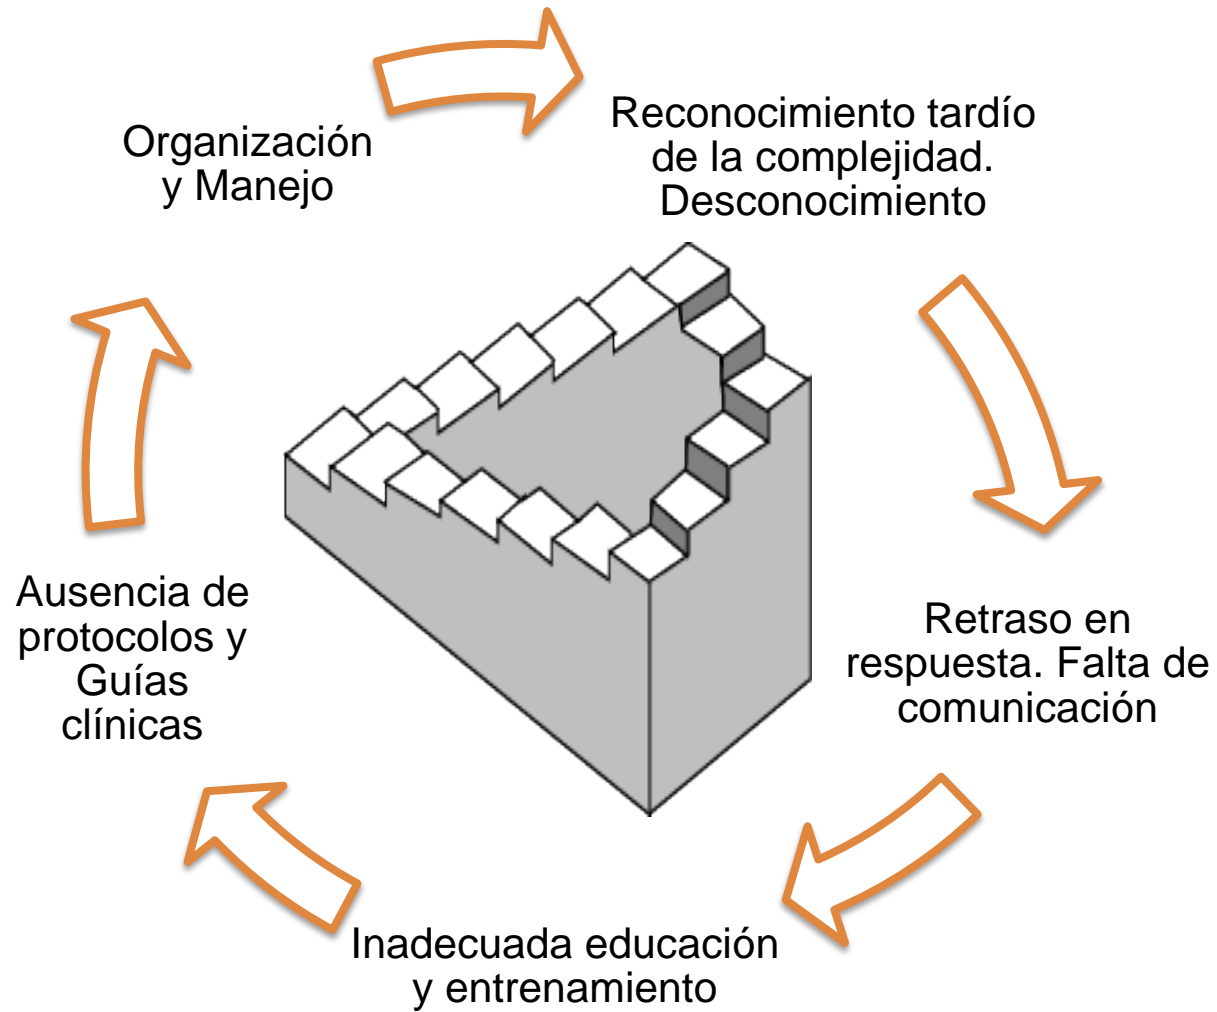 Organización
y Manejo
Reconocimiento tardío
de la complejidad.
Desconocimiento
Retraso en
respuesta. Falta de
comunicación
Inadecuada educación
y entrenamiento
Ausencia de
protocolos y
Guías
clínicas